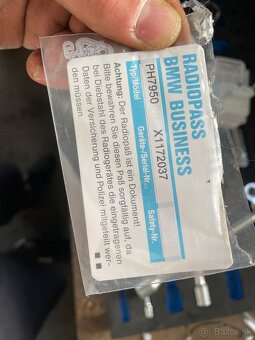 RADIOPASS
BMW BUSINESS
Typ/Model Geräte-/Serial-Nr. Safety-Nr.
PH7950 X1172037
Achtung: Der Radiopaß ist ein Dokument!
Bitte bewahren Sie diesen Paß sorgfältig auf, da
bei Diebstahl des Radiogerätes die eingetragenen
Daten der Versicherung und Polizei mitgeteilt wer-
den müssen.